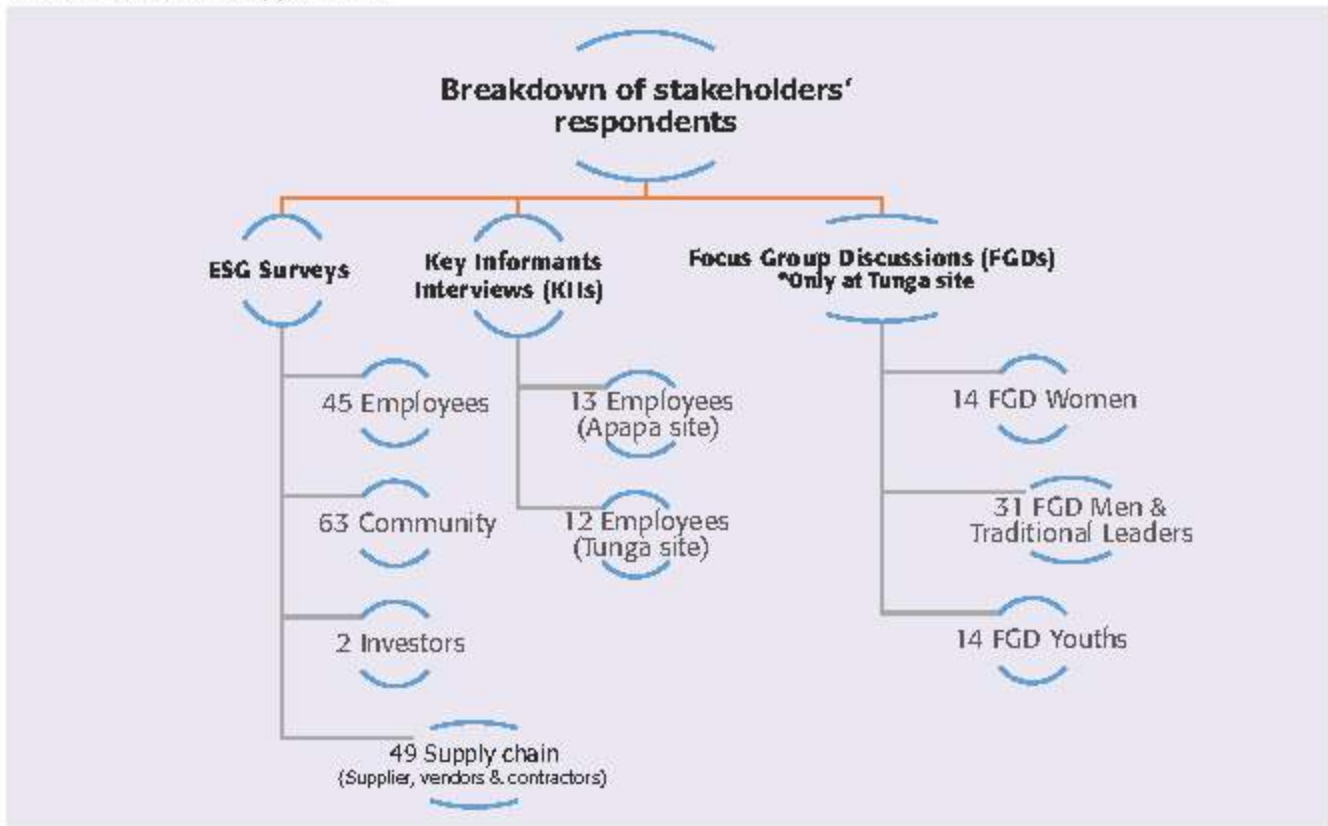 Breakdown of stakeholders‘
respondents
ESG Surveys
Key Informants
Interviews (KIIs)
Focus Group Discussions (FGDs)
*Only at Tunga site
45 Employees
63 Community
2 Investors
49 Supply chain
(Supplier, vendors & contractors)
13 Employees
(Apapa site)
12 Employees
(Tunga site)
14 FGD Women
31 FGD Men &
Traditional Leaders
14 FGD Youths